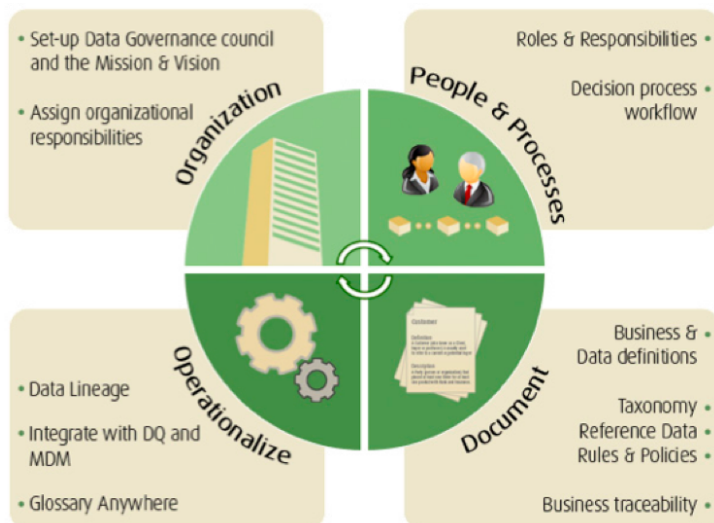 • Set-up Data Governance council
and the Mission & Vision
• Assign organizational
responsibilities
Organization
Roles & Responsibilities •
Decision process •
workflow
People & Processes
• Data Lineage
• Integrate with DQ and
MDM
• Glossary Anywhere
Operationalize
Business & •
Data definitions
Taxonomy •
Reference Data •
Rules & Policies •
Business traceability •
Document
Definition
Description